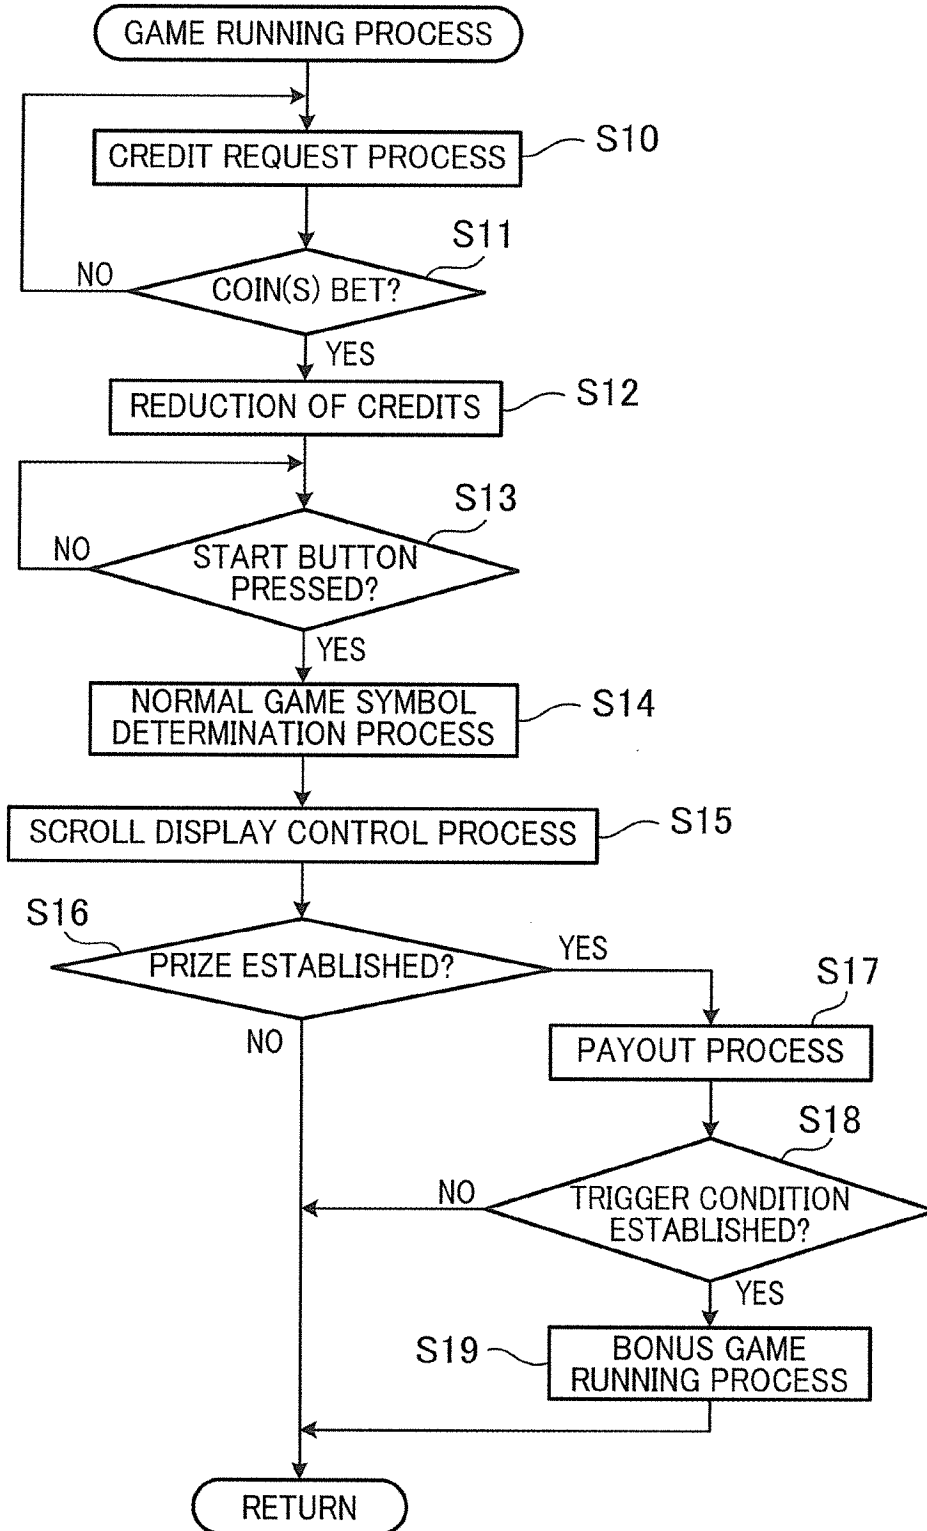 GAME RUNNING PROCESS
CREDIT REQUEST PROCESS
S10
S11
NO
COIN(S) BET?
YES
REDUCTION OF CREDITS
S12
S13
NO
START BUTTON
PRESSED?
YES
NORMAL GAME SYMBOL
DETERMINATION PROCESS
S14
SCROLL DISPLAY CONTROL PROCESS
S15
S16
PRIZE ESTABLISHED?
YES
NO
S17
PAYOUT PROCESS
S18
NO
TRIGGER CONDITION
ESTABLISHED?
YES
S19
BONUS GAME
RUNNING PROCESS
RETURN